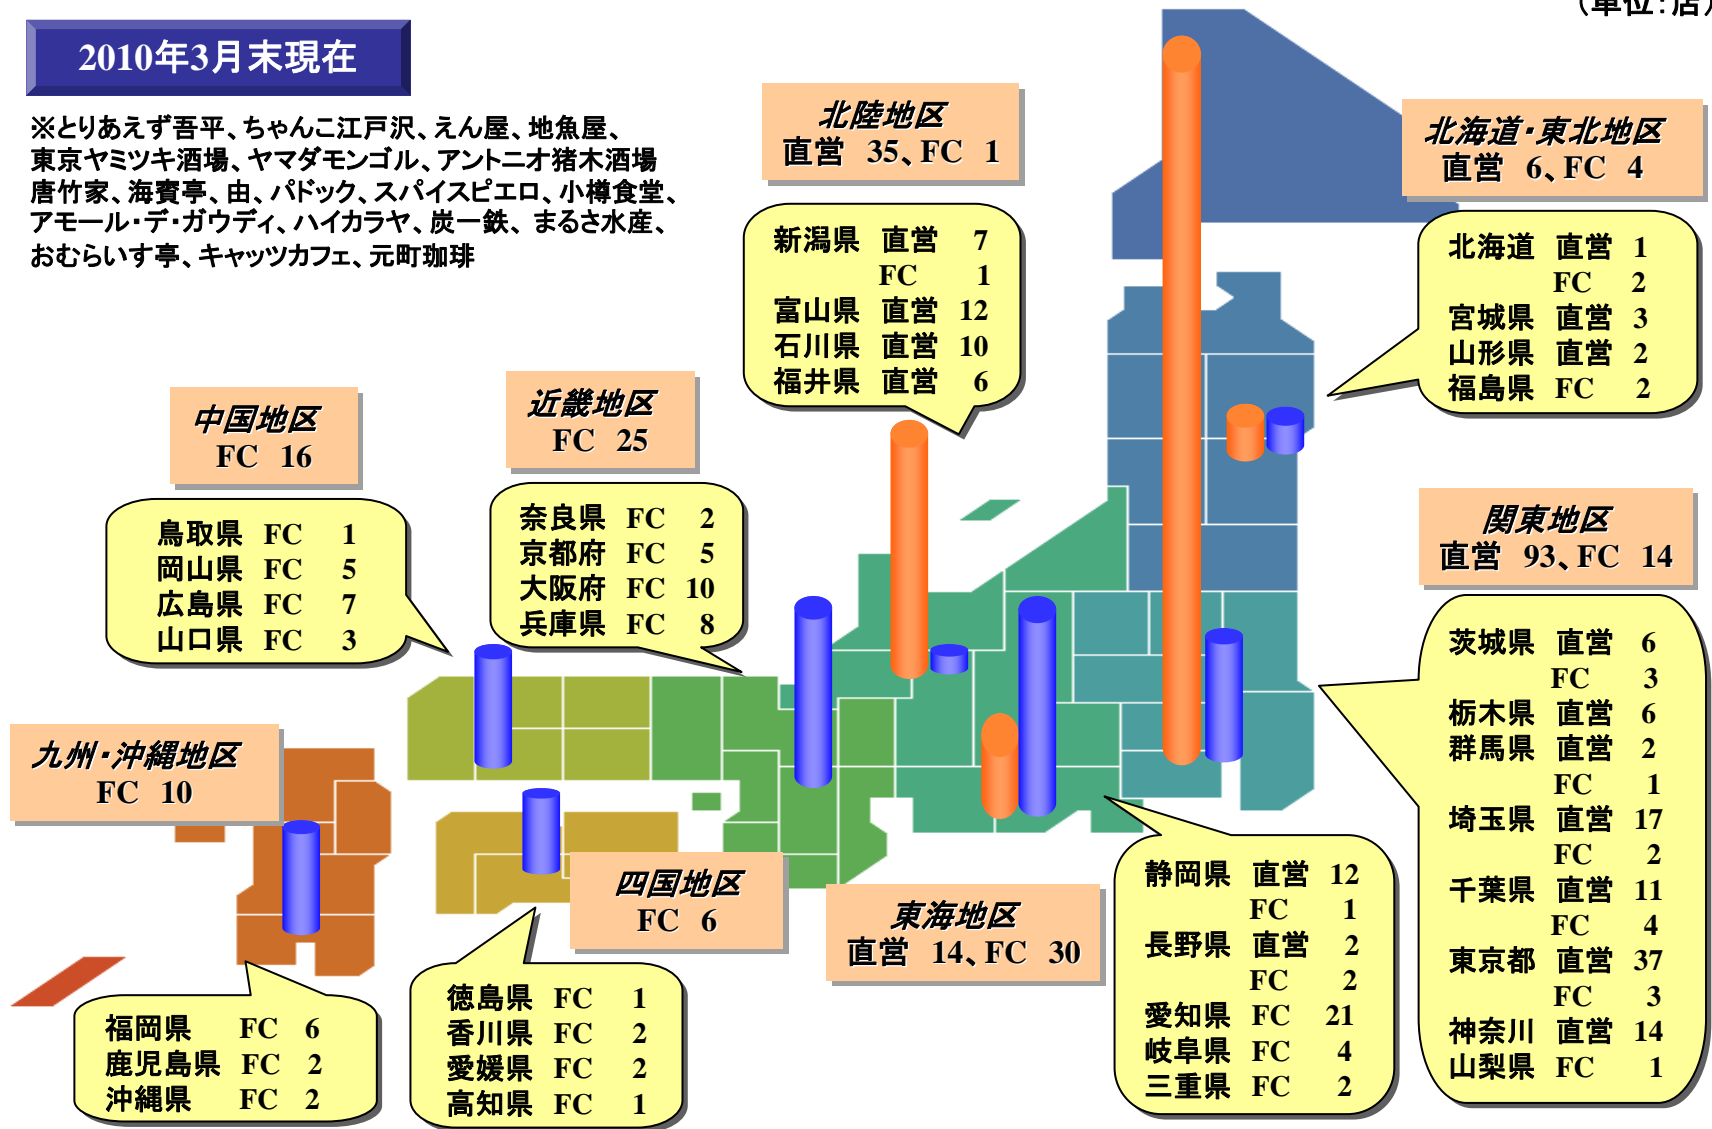 （単位：店）
2010年3月末現在
※とりあえず吾平、ちゃんこ江戸沢、えん屋、地魚屋、
東京ヤミツキ酒場、ヤマダモンゴル、アントニオ猪木酒場
唐竹家、海賓亭、由、パドック、スパイスピエロ、小樽食堂、
アモール・デ・ガウディ、ハイカラヤ、炭一鉄、まるさ水産、
おむらいす亭、キャッツカフェ、元町珈琲
北陸地区
直営 35、FC 1
新潟県 直営 7
FC 1
富山県 直営 12
石川県 直営 10
福井県 直営 6
北海道・東北地区
直営 6、FC 4
北海道 直営 1
FC 2
宮城県 直営 3
山形県 直営 2
福島県 FC 2
中国地区
FC 16
鳥取県 FC 1
岡山県 FC 5
広島県 FC 7
山口県 FC 3
近畿地区
FC 25
奈良県 FC 2
京都府 FC 5
大阪府 FC 10
兵庫県 FC 8
関東地区
直営 93、FC 14
茨城県 直営 6
FC 3
栃木県 直営 6
群馬県 直営 2
FC 1
埼玉県 直営 17
FC 2
千葉県 直営 11
FC 4
東京都 直営 37
FC 3
神奈川 直営 14
山梨県 FC 1
九州・沖縄地区
FC 10
福岡県 FC 6
鹿児島県 FC 2
沖縄県 FC 2
四国地区
FC 6
徳島県 FC 1
香川県 FC 2
愛媛県 FC 2
高知県 FC 1
東海地区
直営 14、FC 30
静岡県 直営 12
FC 1
長野県 直営 2
FC 2
愛知県 FC 21
岐阜県 FC 4
三重県 FC 2